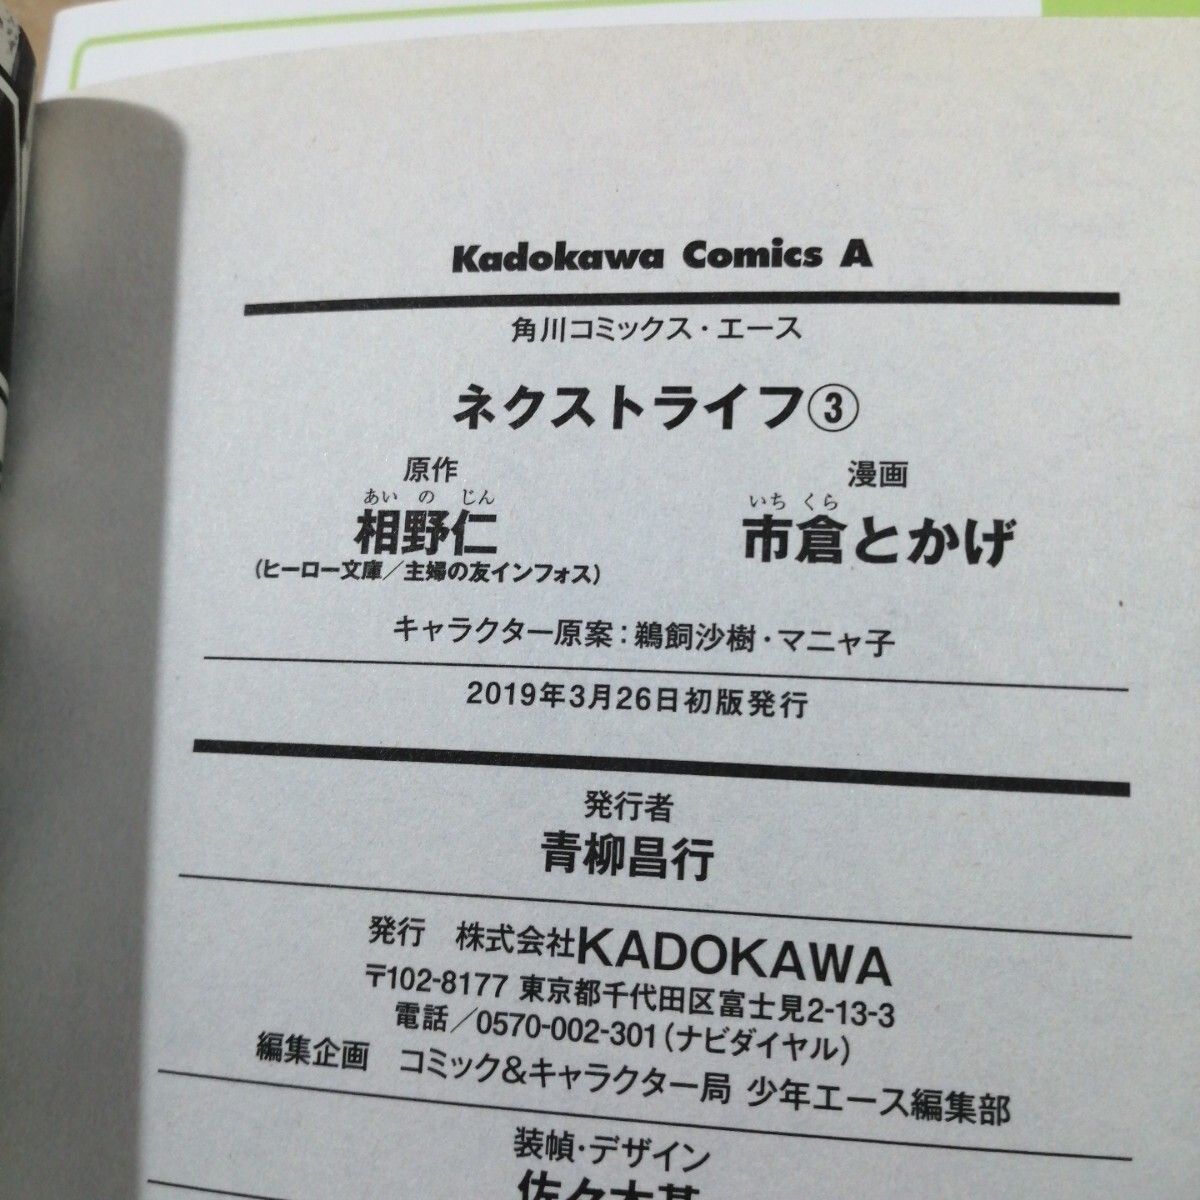 Kadokawa Comics A
角川コミックス・エース
ネクストライフ③
原作
あいのじん
相野仁
(ヒーロー文庫/主婦の友インフォス)
漫画
いちくら
市倉とかげ
キャラクター原案:鵜飼沙樹・マニャ子
2019年3月26日初版発行
発行者
青柳昌行
発行 株式会社KADOKAWA
〒102-8177 東京都千代田区富士見2-13-3
電話/0570-002-301(ナビダイヤル)
編集企画 コミック&キャラクター局 少年エース編集部
装幀・デザイン
佐々木基